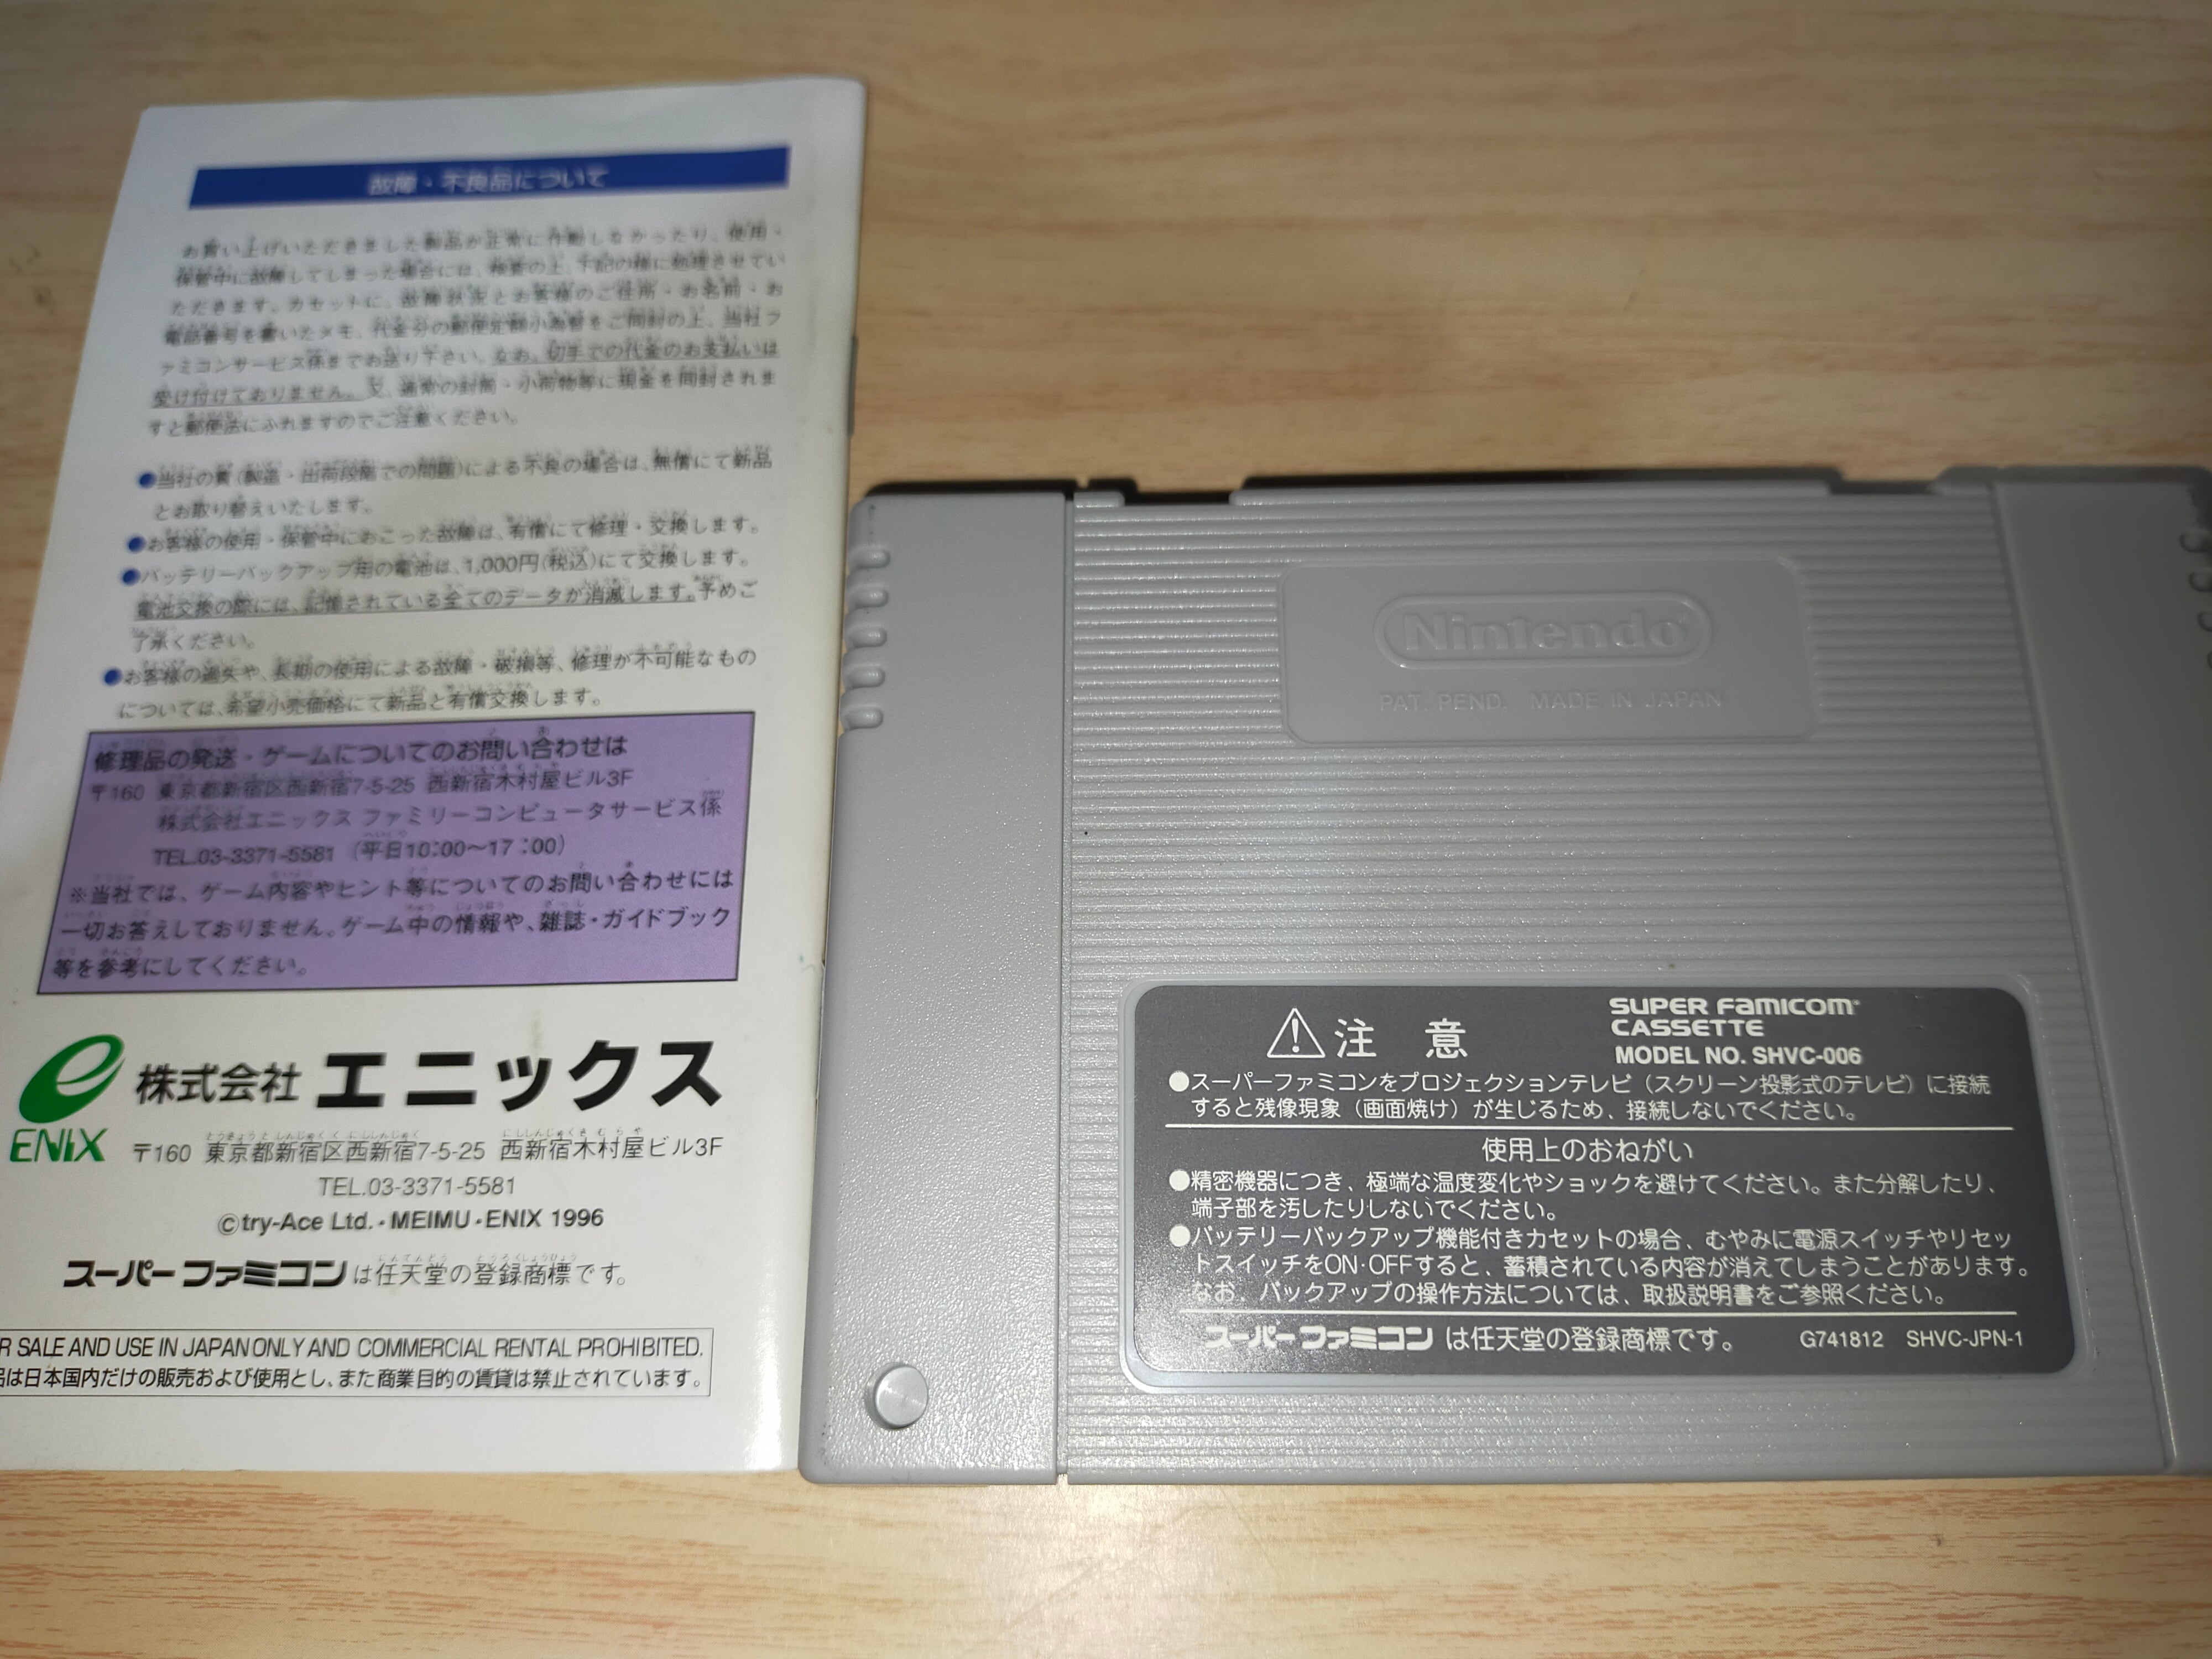 故障・不良品について
お買い上げいただきました製品が正常に作動しなかったり、使用・
保管中に故障してしまった場合には、検査の上、下記の様に処理させてい
ただきます。カセットに、故障状況とお客様のご住所・お名前・お
電話番号を書いたメモ、代金分の郵便定額小為替をご同封の上、当社フ
ァミコンサービス係までお送り下さい。なお、切手での代金のお支払いは
受け付けておりません。又、通常の封筒・小荷物等に現金を同封されま
すと郵便法にふれますのでご注意ください。
●当社の責(製造・出荷段階での問題)による不良の場合は、無償にて新品
とお取り替えいたします。
●お客様の使用・保管中におこった故障は、有償にて修理・交換します。
●バッテリーバックアップ用の電池は、1,000円(税込)にて交換します。
電池交換の際には、記憶されている全てのデータが消滅します。予めご
了承ください。
●お客様の過失や、長期の使用による故障・破損等、修理が不可能なもの
については、希望小売価格にて新品と有償交換します。
修理品の発送・ゲームについてのお問い合わせは
〒160 東京都新宿区西新宿7-5-25 西新宿木村屋ビル3F
株式会社エニックス ファミリーコンピュータサービス係
TEL.03-3371-5581 (平日10:00〜17:00)
※当社では、ゲーム内容やヒント等についてのお問い合わせには
一切お答えしておりません。ゲーム中の情報や、雑誌・ガイドブック
等を参考にしてください。
ENIX 株式会社 エニックス
〒160 東京都新宿区西新宿7-5-25 西新宿木村屋ビル3F
TEL.03-3371-5581
©try-Ace Ltd.・MEIMU・ENIX 1996
スーパーファミコンは任天堂の登録商標です。
R SALE AND USE IN JAPAN ONLY AND COMMERCIAL RENTAL PROHIBITED.
品は日本国内だけの販売および使用とし、また商業目的の賃貸は禁止されています。
Nintendo
PAT. PEND. MADE IN JAPAN
注 意
SUPER FAMICOM
CASSETTE
MODEL NO. SHVC-006
●スーパーファミコンをプロジェクションテレビ(スクリーン投影式のテレビ)に接続
すると残像現象(画面焼け)が生じるため、接続しないでください。
使用上のおねがい
●精密機器につき、極端な温度変化やショックを避けてください。また分解したり、
端子部を汚したりしないでください。
●バッテリーバックアップ機能付きカセットの場合、むやみに電源スイッチやリセッ
トスイッチをON・OFFすると、蓄積されている内容が消えてしまうことがあります。
なお、バックアップの操作方法については、取扱説明書をご参照ください。
スーパーファミコンは任天堂の登録商標です。 G741812 SHVC-JPN-1